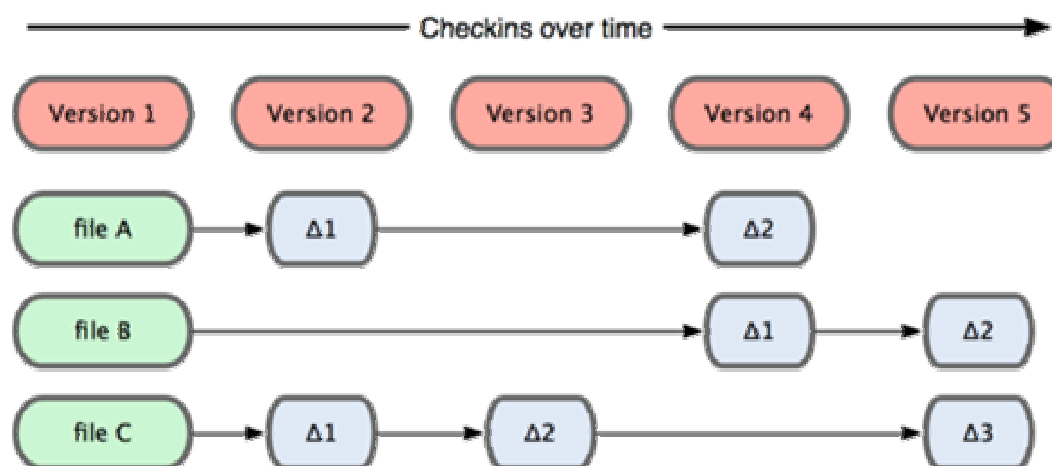 Checkins over time
Version 1 Version 2 Version 3 Version 4 Version 5
file A Δ1 Δ2
file B Δ1 Δ2
file C Δ1 Δ2 Δ3